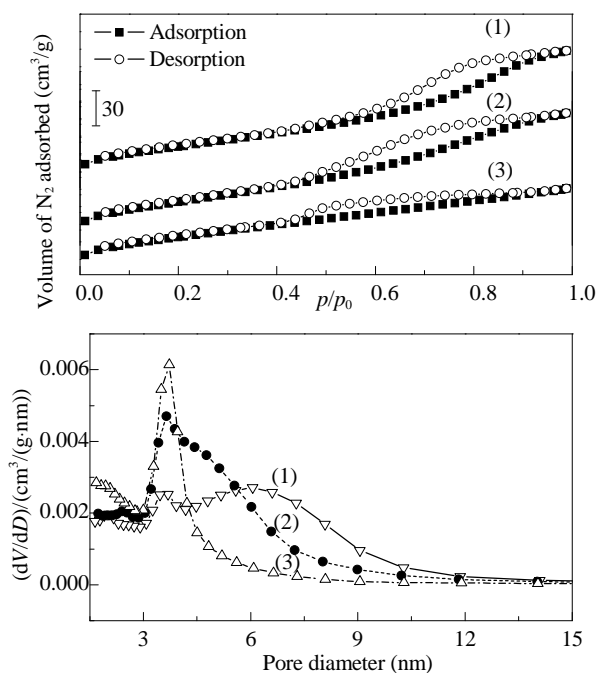 Adsorption
Desorption
30
(1)
(2)
(3)
Volume of N₂ adsorbed (cm³/g)
0.0 0.2 0.4 0.6 0.8 1.0
p/p₀
0.006
0.004
0.002
0.000
(dV/dD)/(cm³/(g·nm))
(1)
(2)
(3)
3 6 9 12 15
Pore diameter (nm)